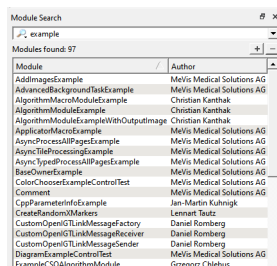 Module Search
example
Modules found: 97
Module Author
AddImagesExample MeVis Medical Solutions AG
AdvancedBackgroundTaskExample MeVis Medical Solutions AG
AlgorithmMacroModuleExample Christian Kanthak
AlgorithmModuleExample Christian Kanthak
AlgorithmModuleExampleWithOutputImage Christian Kanthak
ApplicatorMacroExample MeVis Medical Solutions AG
AsyncProcessAllPagesExample MeVis Medical Solutions AG
AsyncTileProcessingExample MeVis Medical Solutions AG
AsyncTypedProcessAllPagesExample MeVis Medical Solutions AG
BaseOwnerExample MeVis Medical Solutions AG
ColorChooserExampleControlTest MeVis Medical Solutions AG
Comment MeVis Medical Solutions AG
CppParameterInfoExample Jan-Martin Kuhnigk
CreateRandomXMarkers Lennart Tautz
CustomOpenIGTLinkMessageFactory Daniel Romberg
CustomOpenIGTLinkMessageReceiver Daniel Romberg
CustomOpenIGTLinkMessageSender Daniel Romberg
DiagramExampleControlTest MeVis Medical Solutions AG
ExampleCSOAlgorithmModule Grzegorz Chlebus